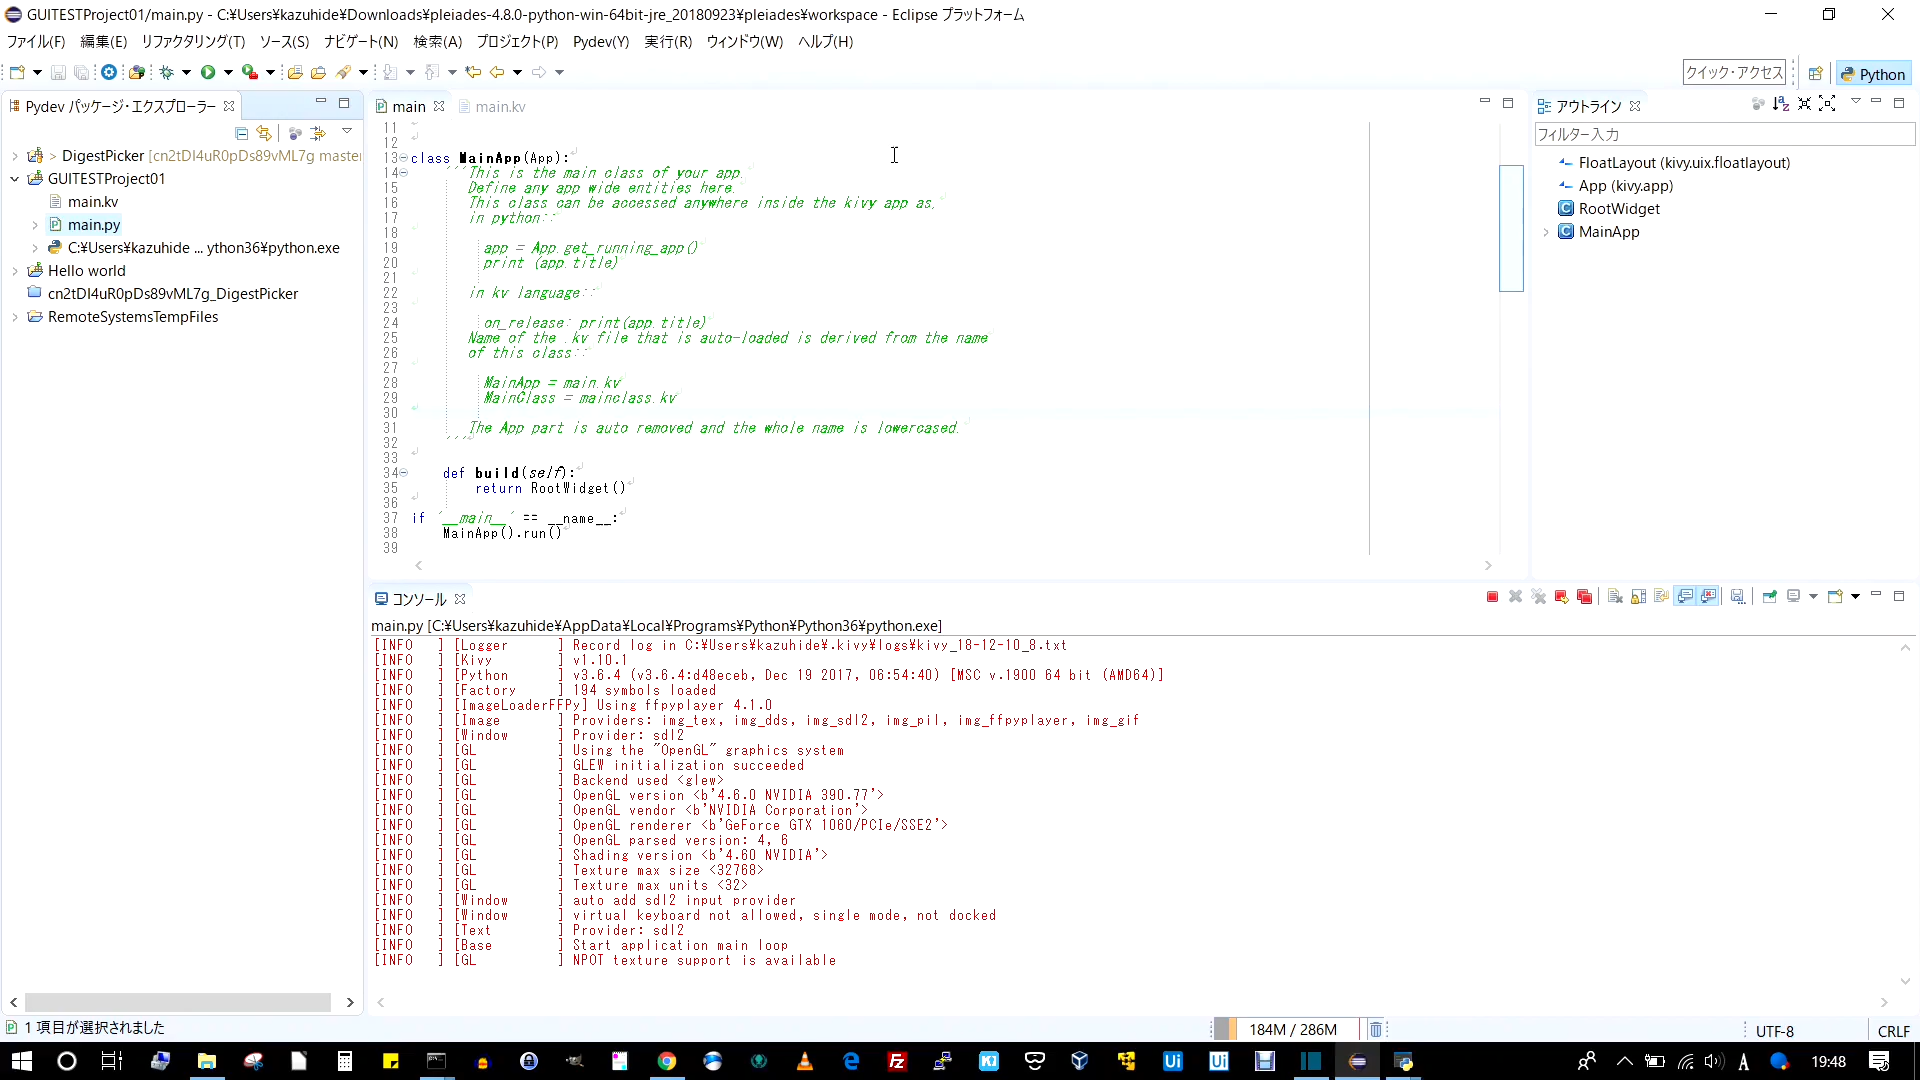 GUITESTProject01/main.py - C:¥Users¥kazuhide¥Downloads¥pleiades-4.8.0-python-win-64bit-jre_20180923¥pleiades¥workspace - Eclipse プラットフォーム
ファイル(F) 編集(E) リファクタリング(T) ソース(S) ナビゲート(N) 検索(A) プロジェクト(P) Pydev(Y) 実行(R) ウィンドウ(W) ヘルプ(H)
クイック・アクセス
Python
Pydev パッケージ・エクスプローラー
> DigestPicker [cn2tDI4uR0pDs89vML7g maste
GUITESTProject01
main.kv
main.py
C:¥Users¥kazuhide ... ython36¥python.exe
Hello world
cn2tDI4uR0pDs89vML7g_DigestPicker
RemoteSystemsTempFiles
main
main.kv
11
12
13 class MainApp(App):
14 '''This is the main class of your app.
15 Define any app wide entities here.
16 This class can be accessed anywhere inside the kivy app as,
17 in python::
18
19 app = App.get_running_app()
20 print (app.title)
21
22 in kv language::
23
24 on_release: print(app.title)
25 Name of the .kv file that is auto-loaded is derived from the name
26 of this class::
27
28 MainApp = main.kv
29 MainClass = mainclass.kv
30
31 The App part is auto removed and the whole name is lowercased.
32 '''
33
34 def build(self):
35 return RootWidget()
36
37 if '__main__' == __name__:
38 MainApp().run()
39
アウトライン
フィルター入力
FloatLayout (kivy.uix.floatlayout)
App (kivy.app)
RootWidget
MainApp
コンソール
main.py [C:¥Users¥kazuhide¥AppData¥Local¥Programs¥Python¥Python36¥python.exe]
[INFO   ] [Logger      ] Record log in C:¥Users¥kazuhide¥.kivy¥logs¥kivy_18-12-10_8.txt
[INFO   ] [Kivy        ] v1.10.1
[INFO   ] [Python      ] v3.6.4 (v3.6.4:d48eceb, Dec 19 2017, 06:54:40) [MSC v.1900 64 bit (AMD64)]
[INFO   ] [Factory     ] 194 symbols loaded
[INFO   ] [ImageLoaderFFPy] Using ffpyplayer 4.1.0
[INFO   ] [Image       ] Providers: img_tex, img_dds, img_sdl2, img_pil, img_ffpyplayer, img_gif
[INFO   ] [Window      ] Provider: sdl2
[INFO   ] [GL          ] Using the "OpenGL" graphics system
[INFO   ] [GL          ] GLEW initialization succeeded
[INFO   ] [GL          ] Backend used <glew>
[INFO   ] [GL          ] OpenGL version <b'4.6.0 NVIDIA 390.77'>
[INFO   ] [GL          ] OpenGL vendor <b'NVIDIA Corporation'>
[INFO   ] [GL          ] OpenGL renderer <b'GeForce GTX 1060/PCIe/SSE2'>
[INFO   ] [GL          ] OpenGL parsed version: 4, 6
[INFO   ] [GL          ] Shading version <b'4.60 NVIDIA'>
[INFO   ] [GL          ] Texture max size <32768>
[INFO   ] [GL          ] Texture max units <32>
[INFO   ] [Window      ] auto add sdl2 input provider
[INFO   ] [Window      ] virtual keyboard not allowed, single mode, not docked
[INFO   ] [Text        ] Provider: sdl2
[INFO   ] [Base        ] Start application main loop
[INFO   ] [GL          ] NPOT texture support is available
1 項目が選択されました
184M / 286M
UTF-8
CRLF
A
19:48